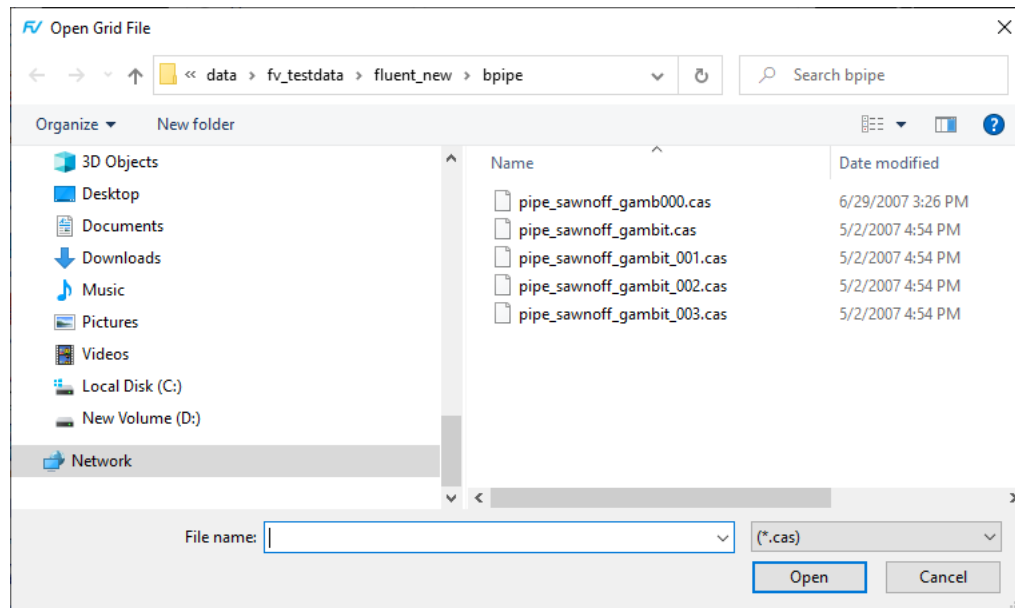 FV Open Grid File
« data › fv_testdata › fluent_new › bpipe
Search bpipe
Organize New folder
3D Objects
Desktop
Documents
Downloads
Music
Pictures
Videos
Local Disk (C:)
New Volume (D:)
Network
Name Date modified
pipe_sawnoff_gamb000.cas 6/29/2007 3:26 PM
pipe_sawnoff_gambit.cas 5/2/2007 4:54 PM
pipe_sawnoff_gambit_001.cas 5/2/2007 4:54 PM
pipe_sawnoff_gambit_002.cas 5/2/2007 4:54 PM
pipe_sawnoff_gambit_003.cas 5/2/2007 4:54 PM
File name: (*.cas)
Open Cancel